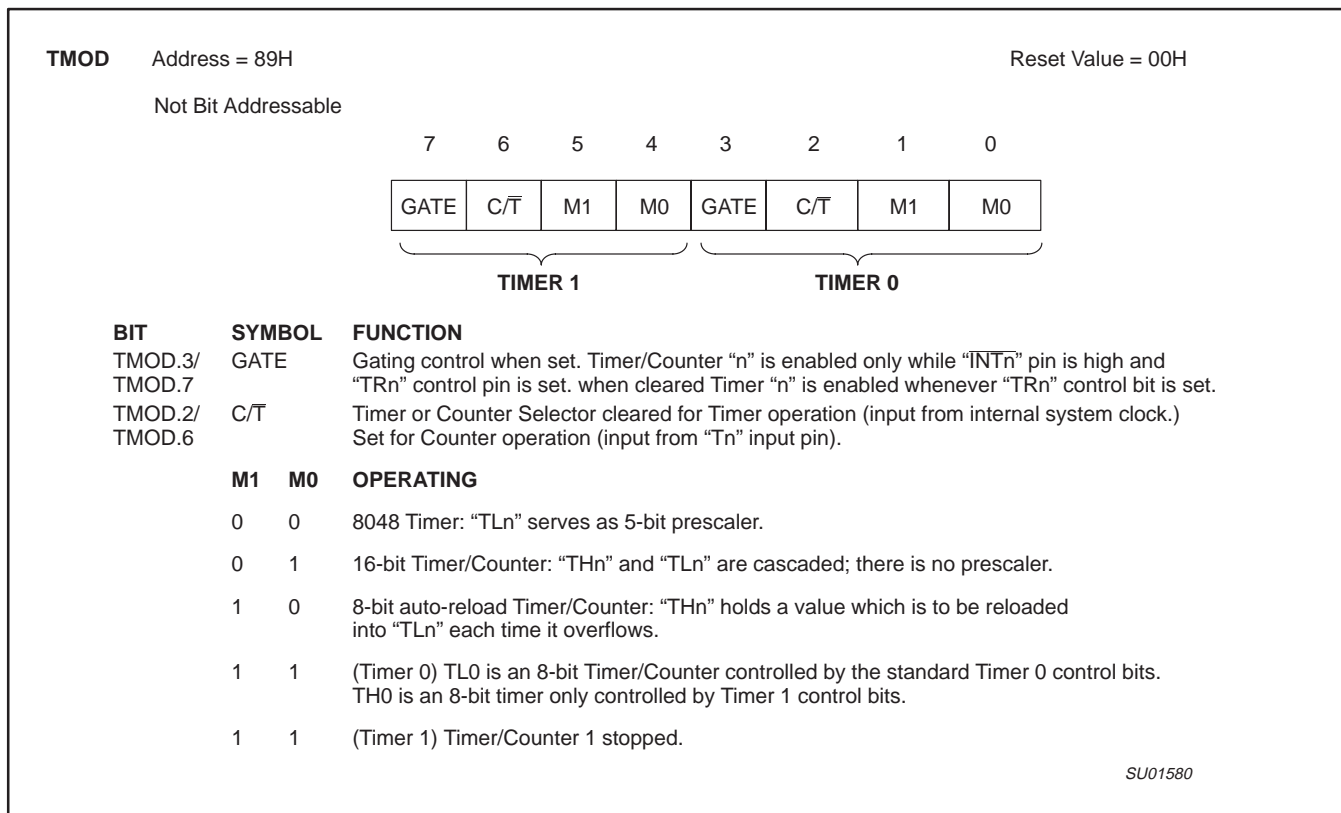 TMOD Address = 89H Reset Value = 00H
Not Bit Addressable
7 6 5 4 3 2 1 0
GATE C/T̅ M1 M0 GATE C/T̅ M1 M0
TIMER 1 TIMER 0
BIT SYMBOL FUNCTION
TMOD.3/ GATE Gating control when set. Timer/Counter “n” is enabled only while “I̅N̅T̅n̅” pin is high and
TMOD.7 “TRn” control pin is set. when cleared Timer “n” is enabled whenever “TRn” control bit is set.
TMOD.2/ C/T̅ Timer or Counter Selector cleared for Timer operation (input from internal system clock.)
TMOD.6 Set for Counter operation (input from “Tn” input pin).
M1 M0 OPERATING
0 0 8048 Timer: “TLn” serves as 5-bit prescaler.
0 1 16-bit Timer/Counter: “THn” and “TLn” are cascaded; there is no prescaler.
1 0 8-bit auto-reload Timer/Counter: “THn” holds a value which is to be reloaded
into “TLn” each time it overflows.
1 1 (Timer 0) TL0 is an 8-bit Timer/Counter controlled by the standard Timer 0 control bits.
TH0 is an 8-bit timer only controlled by Timer 1 control bits.
1 1 (Timer 1) Timer/Counter 1 stopped.
SU01580